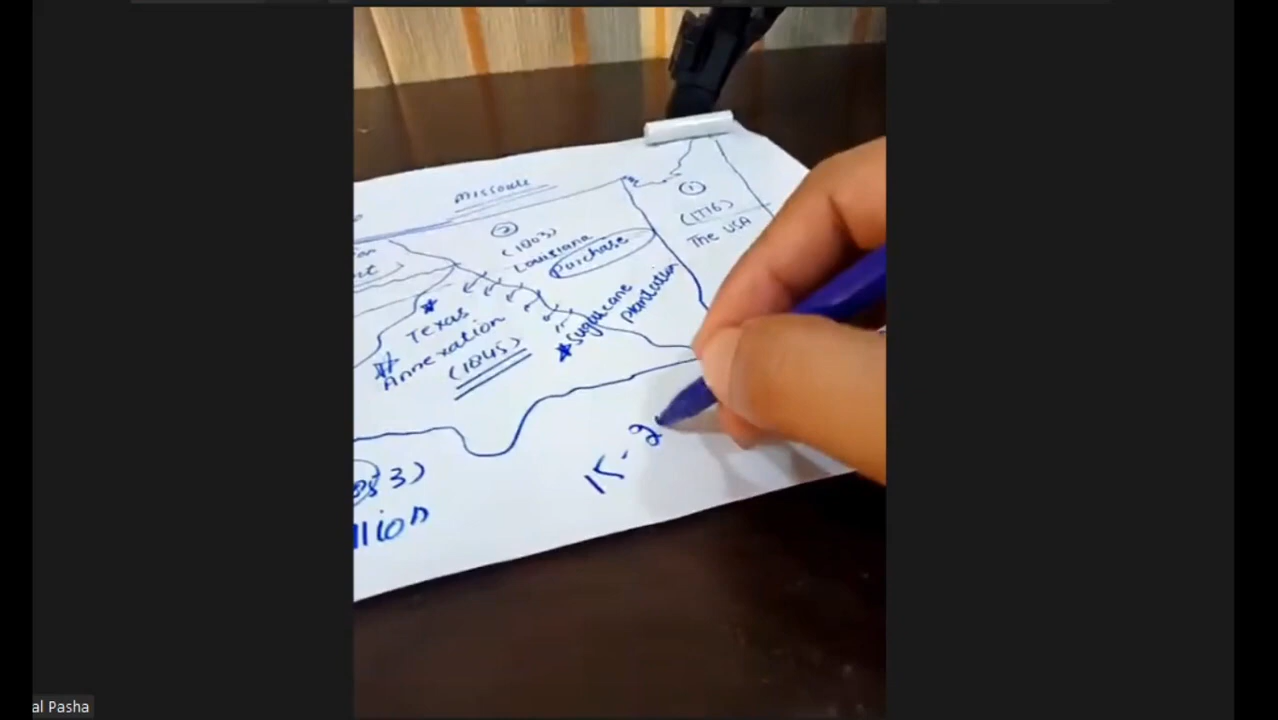 Missouri
①
(1776)
The USA
②
(1803)
Louisiana
Purchase
Texas
Annexation
(1845)
sugarcane
plantation
15-2
3)
llion
al Pasha